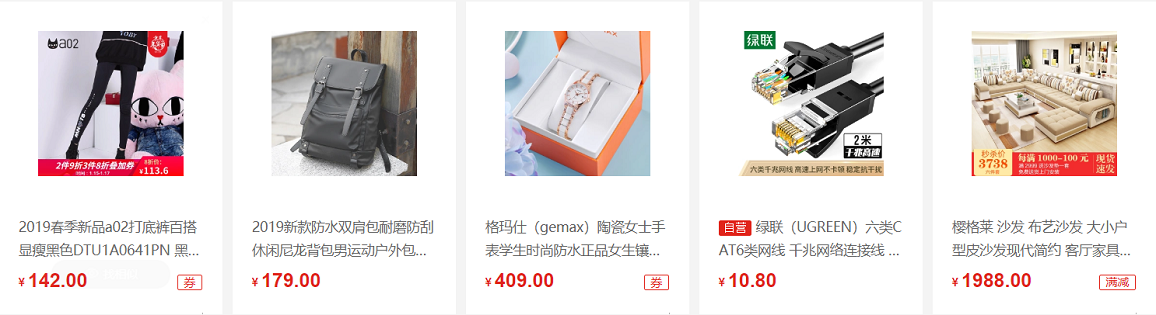 a02
TOBY
2件9折3件8折叠加券
8折价:
¥113.6
2019春季新品a02打底裤百搭
显瘦黑色DTU1A0641PN 黑...
¥ 142.00
券
2019新款防水双肩包耐磨防刮
休闲尼龙背包男运动户外包...
¥ 179.00
格玛仕（gemax）陶瓷女士手
表学生时尚防水正品女生镶...
¥ 409.00
券
绿联
2米
千兆高速
六类千兆网线 高速上网不卡顿 稳定抗干扰
自营 绿联（UGREEN）六类C
AT6类网线 千兆网络连接线 ...
¥ 10.80
秒杀价
3738
每满 1000-100 元
现货
速发
樱格莱 沙发 布艺沙发 大小户
型皮沙发现代简约 客厅家具...
¥ 1988.00
满减